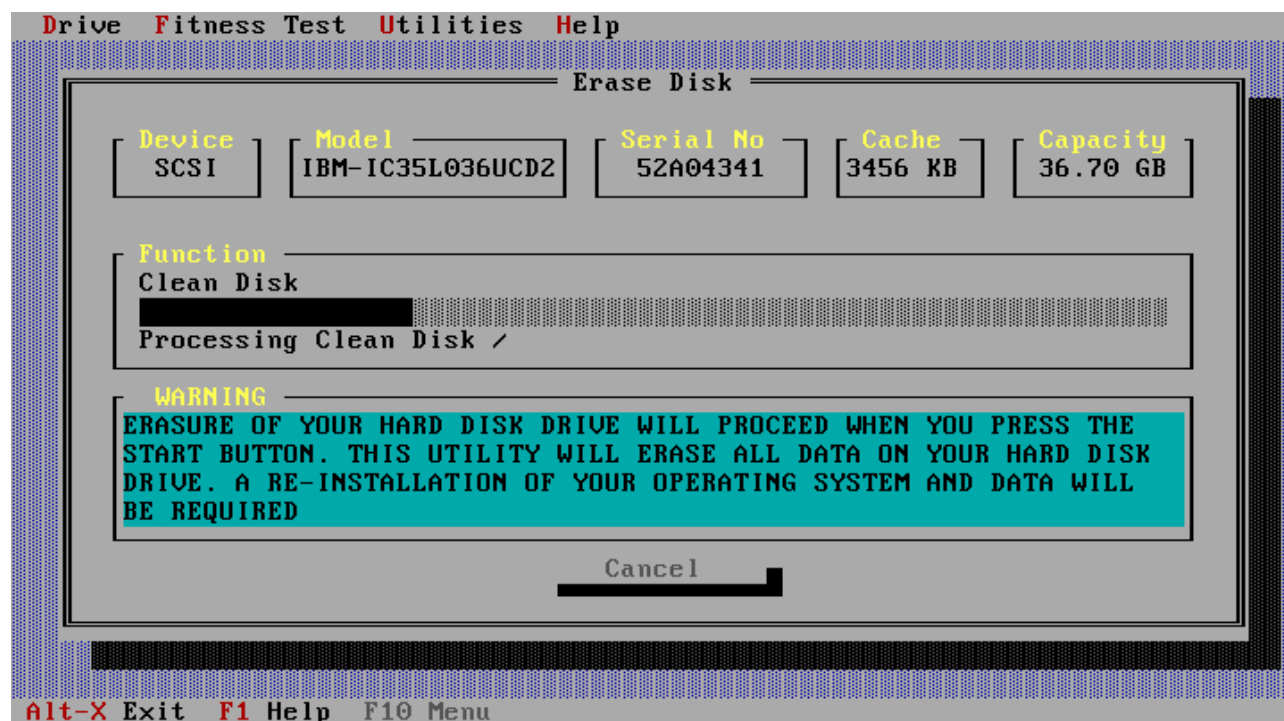 Drive Fitness Test Utilities Help
Erase Disk
Device Model Serial No Cache Capacity
SCSI IBM-IC35L036UCD2 52A04341 3456 KB 36.70 GB
Function
Clean Disk
Processing Clean Disk /
WARNING
ERASURE OF YOUR HARD DISK DRIVE WILL PROCEED WHEN YOU PRESS THE
START BUTTON. THIS UTILITY WILL ERASE ALL DATA ON YOUR HARD DISK
DRIVE. A RE-INSTALLATION OF YOUR OPERATING SYSTEM AND DATA WILL
BE REQUIRED
Cancel
Alt-X Exit F1 Help F10 Menu